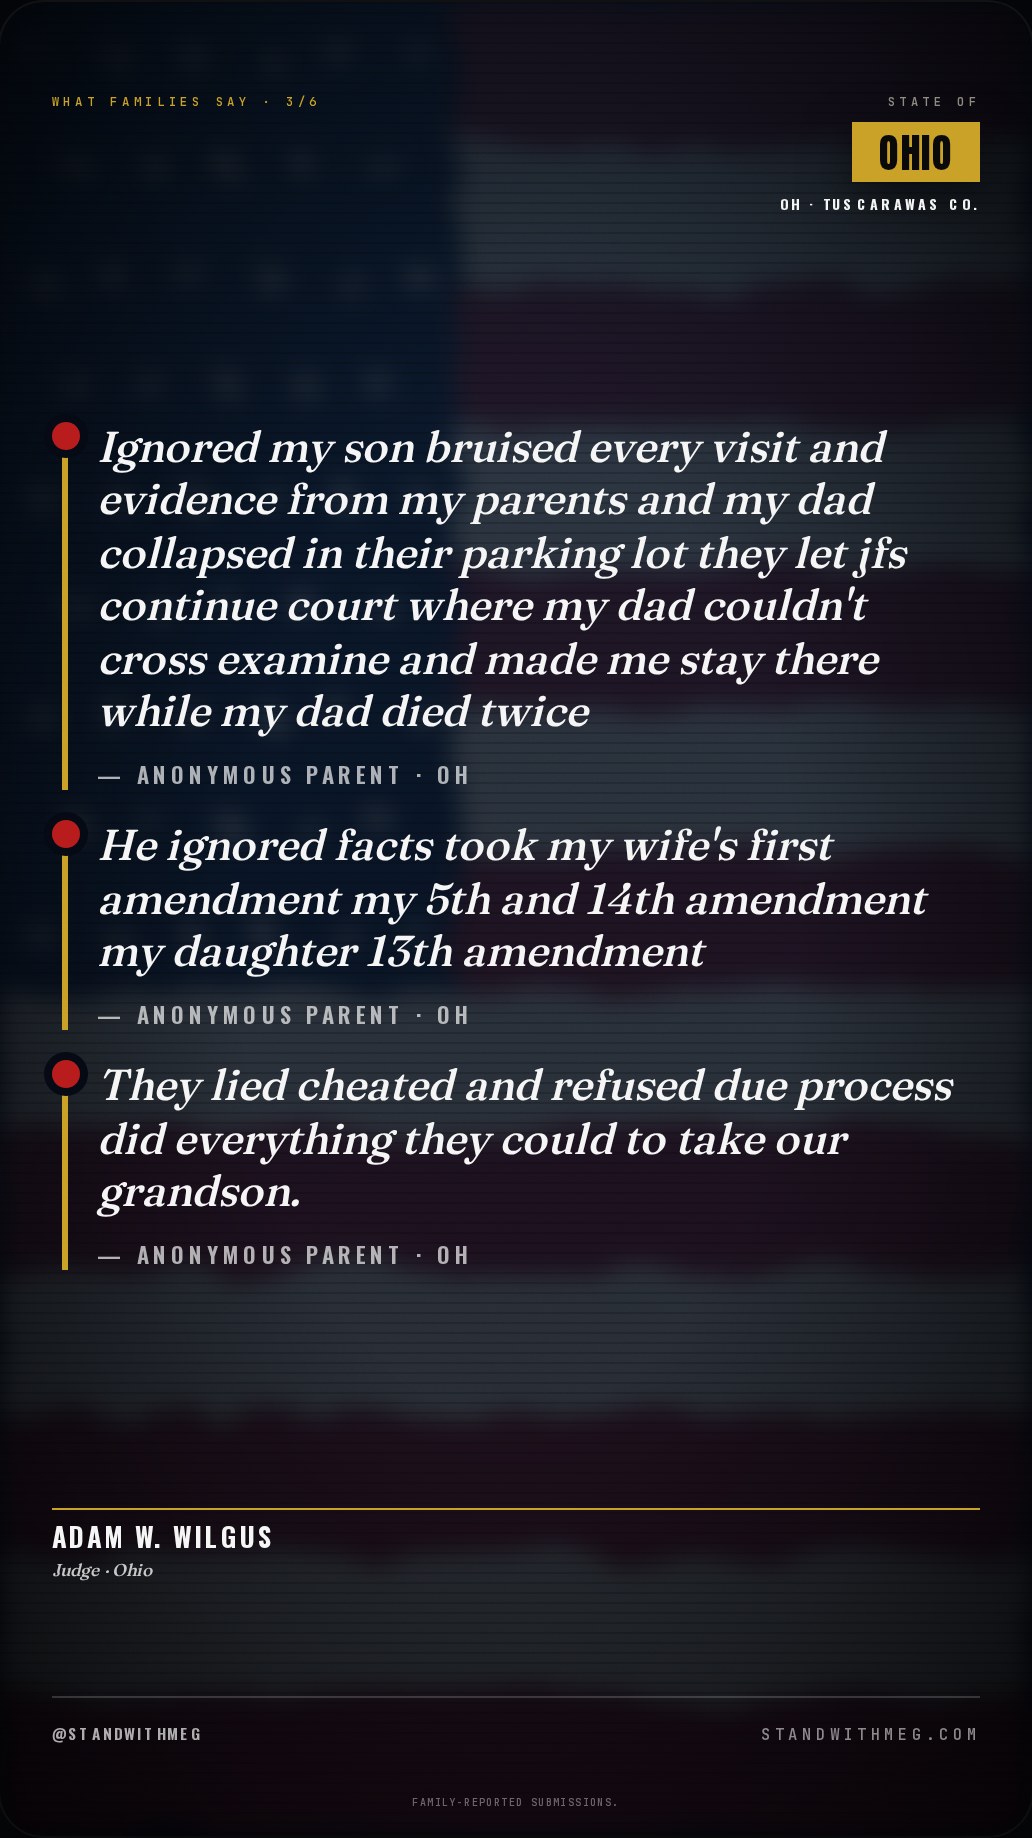 WHAT FAMILIES SAY · 3/6
STATE OF
OHIO
OH · TUSCARAWAS CO.
Ignored my son bruised every visit and
evidence from my parents and my dad
collapsed in their parking lot they let jfs
continue court where my dad couldn't
cross examine and made me stay there
while my dad died twice
— ANONYMOUS PARENT · OH
He ignored facts took my wife's first
amendment my 5th and 14th amendment
my daughter 13th amendment
— ANONYMOUS PARENT · OH
They lied cheated and refused due process
did everything they could to take our
grandson.
— ANONYMOUS PARENT · OH
ADAM W. WILGUS
Judge · Ohio
@STANDWITHMEG
STANDWITHMEG.COM
FAMILY-REPORTED SUBMISSIONS.